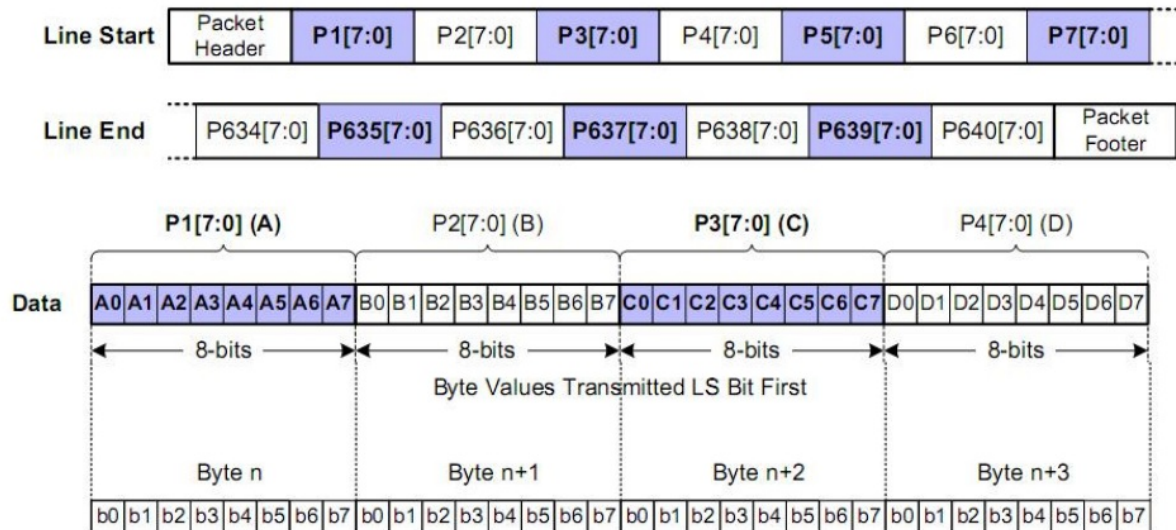 Line Start Packet Header P1[7:0] P2[7:0] P3[7:0] P4[7:0] P5[7:0] P6[7:0] P7[7:0]
Line End P634[7:0] P635[7:0] P636[7:0] P637[7:0] P638[7:0] P639[7:0] P640[7:0] Packet Footer
P1[7:0] (A) P2[7:0] (B) P3[7:0] (C) P4[7:0] (D)
Data A0 A1 A2 A3 A4 A5 A6 A7 B0 B1 B2 B3 B4 B5 B6 B7 C0 C1 C2 C3 C4 C5 C6 C7 D0 D1 D2 D3 D4 D5 D6 D7
8-bits 8-bits 8-bits 8-bits
Byte Values Transmitted LS Bit First
Byte n Byte n+1 Byte n+2 Byte n+3
b0 b1 b2 b3 b4 b5 b6 b7 b0 b1 b2 b3 b4 b5 b6 b7 b0 b1 b2 b3 b4 b5 b6 b7 b0 b1 b2 b3 b4 b5 b6 b7